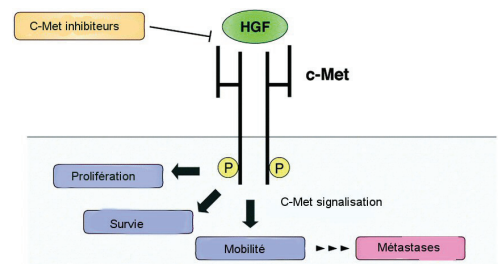 C-Met inhibiteurs
HGF
c-Met
P
P
Prolifération
C-Met signalisation
Survie
Mobilité
Métastases